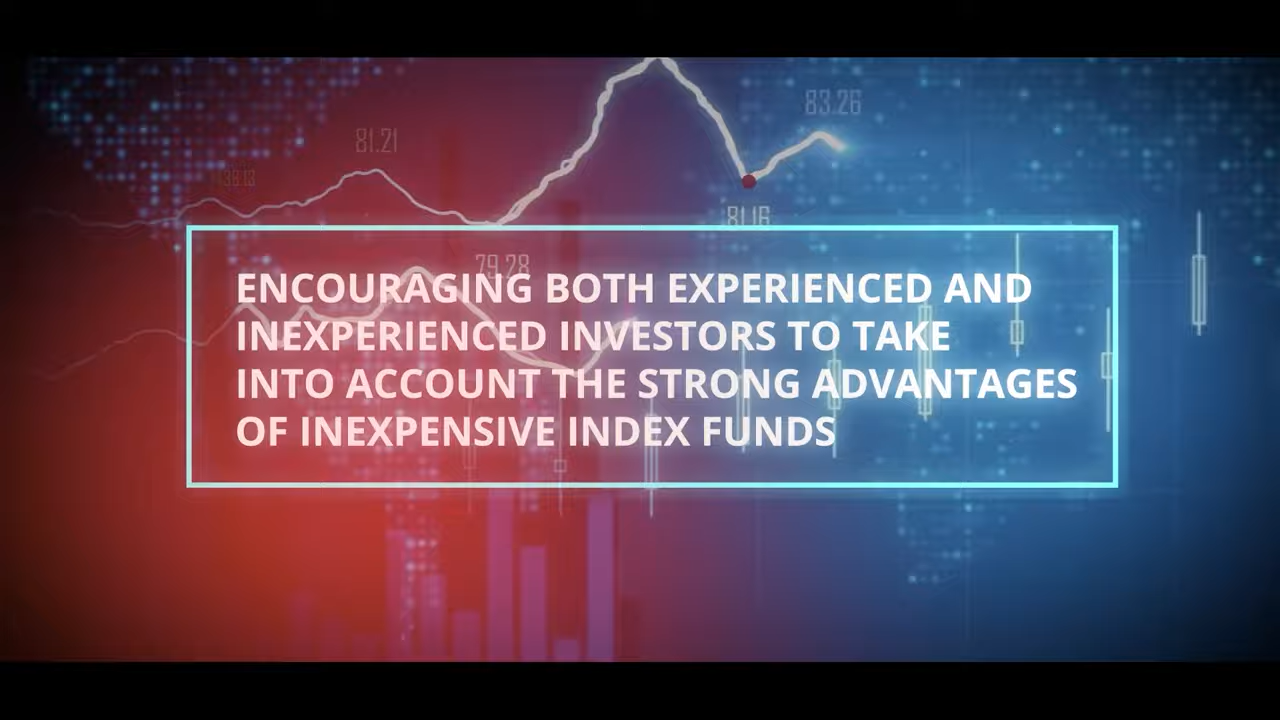 83.26
81.21
81.16
79.28
ENCOURAGING BOTH EXPERIENCED AND
INEXPERIENCED INVESTORS TO TAKE
INTO ACCOUNT THE STRONG ADVANTAGES
OF INEXPENSIVE INDEX FUNDS